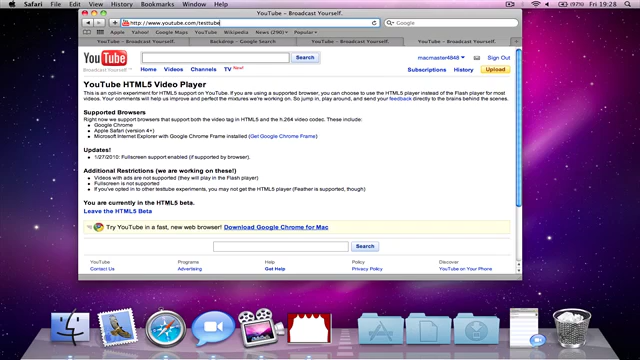 Safari File Edit View History Bookmarks Window Help (97%) Fri 19:28
YouTube – Broadcast Yourself.
http://www.youtube.com/testtube
Google
Apple Yahoo! Google Maps YouTube Wikipedia News (290) Popular
YouTube – Broadcast Yourself. Backdrop – Google Search YouTube – Broadcast Yourself. YouTube – Broadcast Yourself.
YouTube Search macmaster4848 Sign Out
Broadcast Yourself
Home Videos Channels TV New! Subscriptions History Upload
YouTube HTML5 Video Player
This is an opt-in experiment for HTML5 support on YouTube. If you are using a supported browser, you can choose to use the HTML5 player instead of the Flash player for most
videos. Your comments will help us improve and perfect the mixtures we're working on. So jump in, play around, and send your feedback directly to the brains behind the scenes.
Supported Browsers
Right now we support browsers that support both the video tag in HTML5 and the h.264 video codec. These include:
Google Chrome
Apple Safari (version 4+)
Microsoft Internet Explorer with Google Chrome Frame installed (Get Google Chrome Frame)
Updates!
1/27/2010: Fullscreen support enabled (if supported by browser).
Additional Restrictions (we are working on these!)
Videos with ads are not supported (they will play in the Flash player)
Fullscreen is not supported
If you've opted in to other testtube experiments, you may not get the HTML5 player (Feather is supported, though)
You are currently in the HTML5 beta.
Leave the HTML5 Beta
Try YouTube in a fast, new web browser! Download Google Chrome for Mac
Search
YouTube Programs Help Policy Discover
Contact Us Advertising Get Help Privacy Policy YouTube on Your Phone